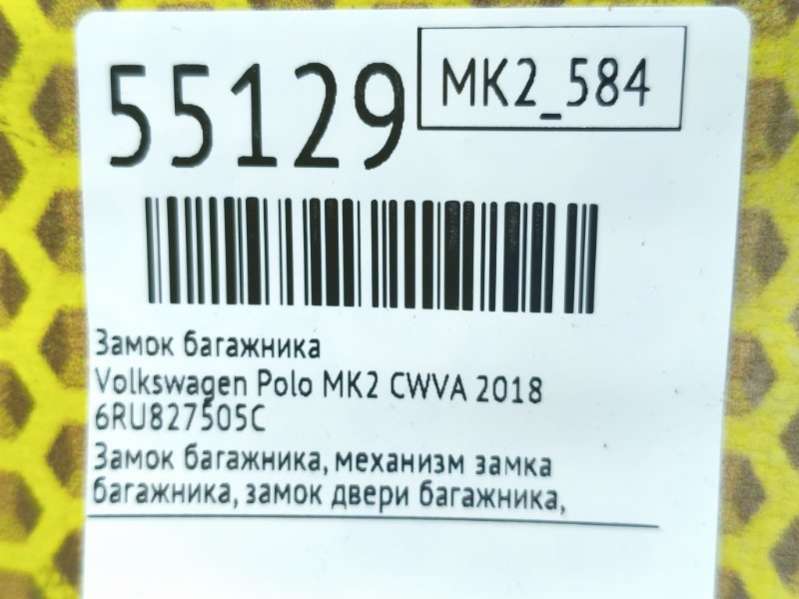 55129
MK2_584
Замок багажника
Volkswagen Polo MK2 CWVA 2018
6RU827505C
Замок багажника, механизм замка
багажника, замок двери багажника,